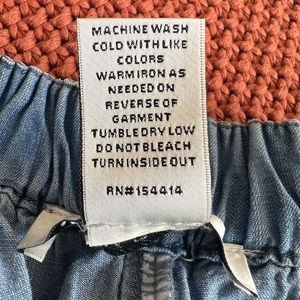 MACHINE WASH
COLD WITH LIKE
COLORS
WARM IRON AS
NEEDED ON
REVERSE OF
GARMENT
TUMBLE DRY LOW
DO NOT BLEACH
TURN INSIDE OUT
RN#154414